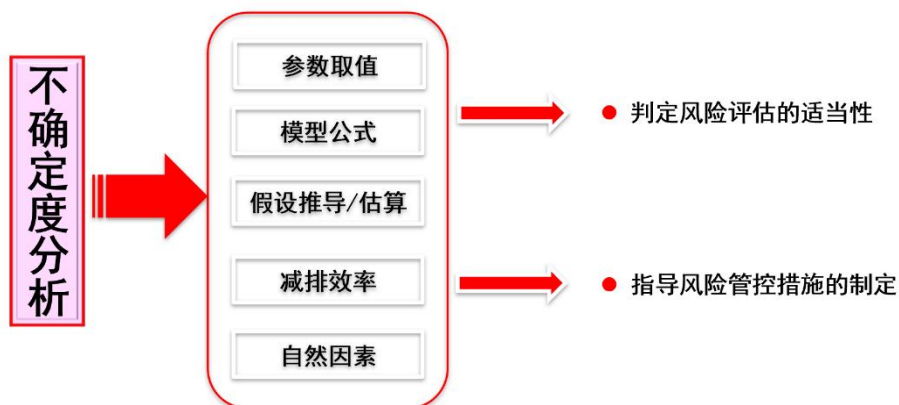 不确定度分析
参数取值
模型公式
假设推导/估算
减排效率
自然因素
● 判定风险评估的适当性
● 指导风险管控措施的制定